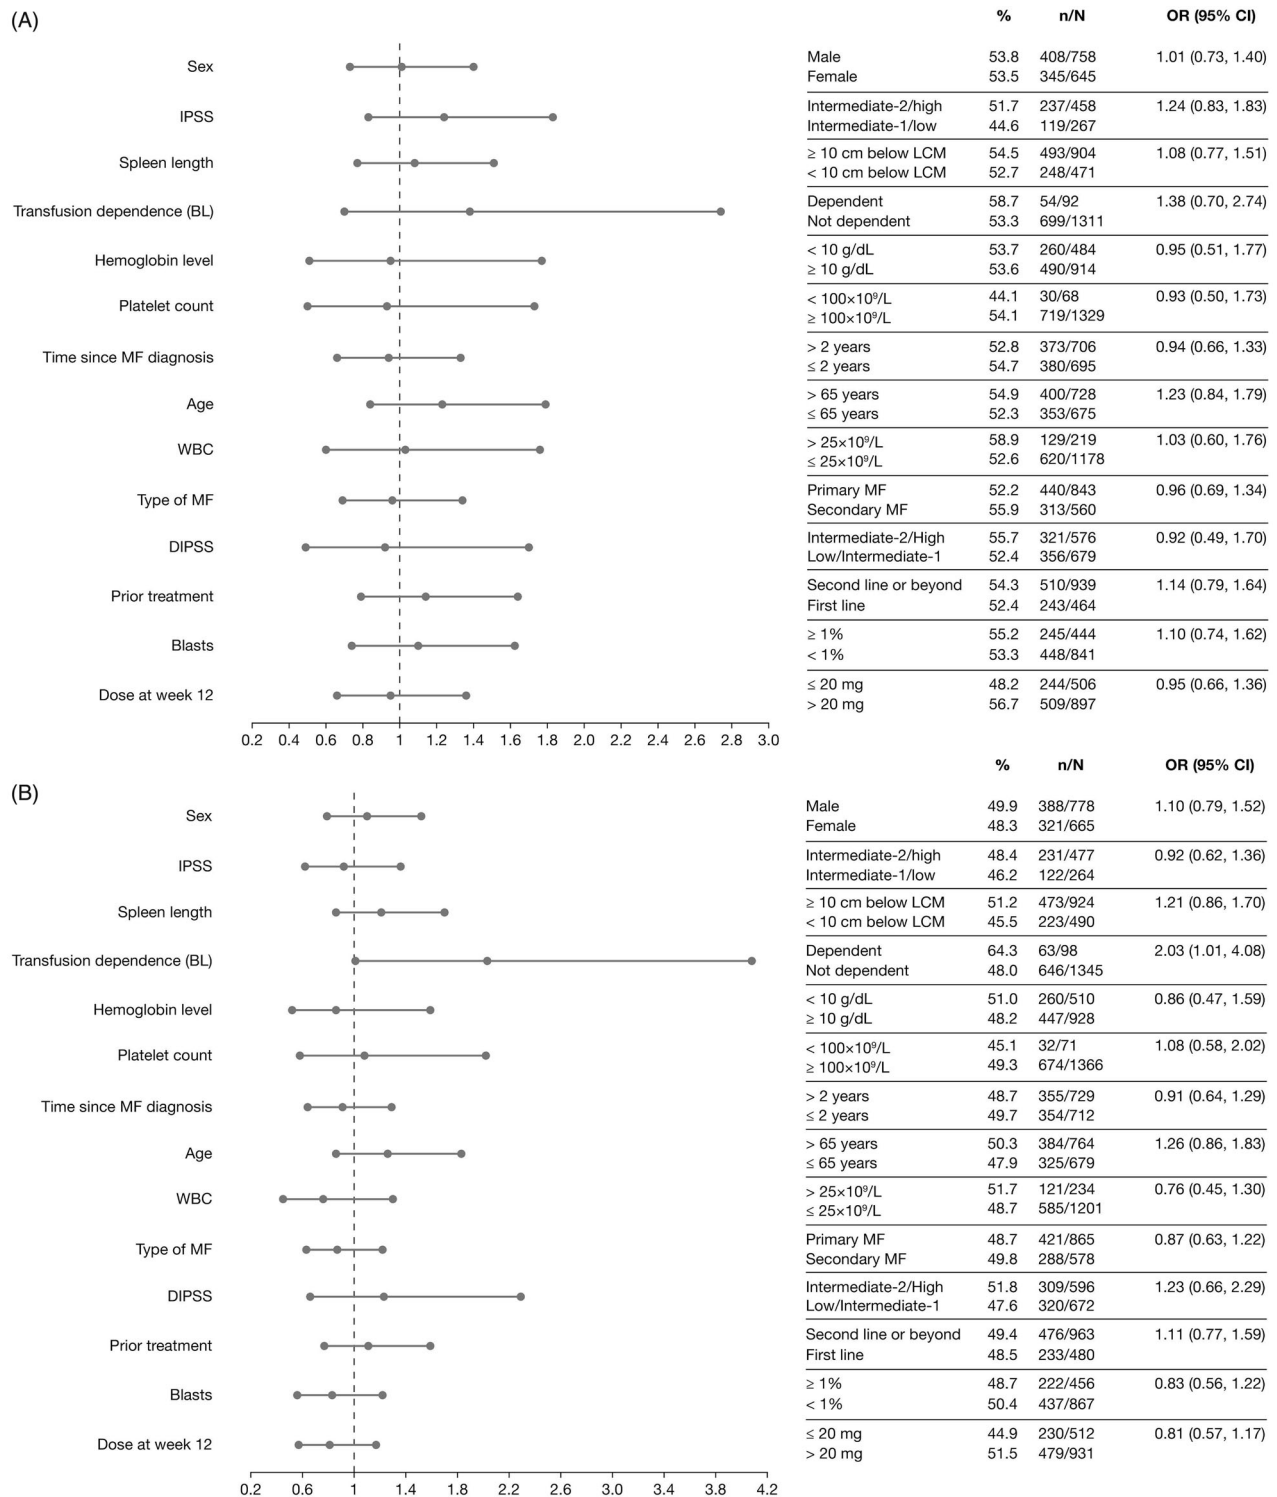 (A)
% n/N OR (95% CI)
Sex
Male 53.8 408/758 1.01 (0.73, 1.40)
Female 53.5 345/645
IPSS
Intermediate-2/high 51.7 237/458 1.24 (0.83, 1.83)
Intermediate-1/low 44.6 119/267
Spleen length
≥ 10 cm below LCM 54.5 493/904 1.08 (0.77, 1.51)
< 10 cm below LCM 52.7 248/471
Transfusion dependence (BL)
Dependent 58.7 54/92 1.38 (0.70, 2.74)
Not dependent 53.3 699/1311
Hemoglobin level
< 10 g/dL 53.7 260/484 0.95 (0.51, 1.77)
≥ 10 g/dL 53.6 490/914
Platelet count
< 100×10⁹/L 44.1 30/68 0.93 (0.50, 1.73)
≥ 100×10⁹/L 54.1 719/1329
Time since MF diagnosis
> 2 years 52.8 373/706 0.94 (0.66, 1.33)
≤ 2 years 54.7 380/695
Age
> 65 years 54.9 400/728 1.23 (0.84, 1.79)
≤ 65 years 52.3 353/675
WBC
> 25×10⁹/L 58.9 129/219 1.03 (0.60, 1.76)
≤ 25×10⁹/L 52.6 620/1178
Type of MF
Primary MF 52.2 440/843 0.96 (0.69, 1.34)
Secondary MF 55.9 313/560
DIPSS
Intermediate-2/High 55.7 321/576 0.92 (0.49, 1.70)
Low/Intermediate-1 52.4 356/679
Prior treatment
Second line or beyond 54.3 510/939 1.14 (0.79, 1.64)
First line 52.4 243/464
Blasts
≥ 1% 55.2 245/444 1.10 (0.74, 1.62)
< 1% 53.3 448/841
Dose at week 12
≤ 20 mg 48.2 244/506 0.95 (0.66, 1.36)
> 20 mg 56.7 509/897
0.2 0.4 0.6 0.8 1 1.2 1.4 1.6 1.8 2.0 2.2 2.4 2.6 2.8 3.0
(B)
% n/N OR (95% CI)
Sex
Male 49.9 388/778 1.10 (0.79, 1.52)
Female 48.3 321/665
IPSS
Intermediate-2/high 48.4 231/477 0.92 (0.62, 1.36)
Intermediate-1/low 46.2 122/264
Spleen length
≥ 10 cm below LCM 51.2 473/924 1.21 (0.86, 1.70)
< 10 cm below LCM 45.5 223/490
Transfusion dependence (BL)
Dependent 64.3 63/98 2.03 (1.01, 4.08)
Not dependent 48.0 646/1345
Hemoglobin level
< 10 g/dL 51.0 260/510 0.86 (0.47, 1.59)
≥ 10 g/dL 48.2 447/928
Platelet count
< 100×10⁹/L 45.1 32/71 1.08 (0.58, 2.02)
≥ 100×10⁹/L 49.3 674/1366
Time since MF diagnosis
> 2 years 48.7 355/729 0.91 (0.64, 1.29)
≤ 2 years 49.7 354/712
Age
> 65 years 50.3 384/764 1.26 (0.86, 1.83)
≤ 65 years 47.9 325/679
WBC
> 25×10⁹/L 51.7 121/234 0.76 (0.45, 1.30)
≤ 25×10⁹/L 48.7 585/1201
Type of MF
Primary MF 48.7 421/865 0.87 (0.63, 1.22)
Secondary MF 49.8 288/578
DIPSS
Intermediate-2/High 51.8 309/596 1.23 (0.66, 2.29)
Low/Intermediate-1 47.6 320/672
Prior treatment
Second line or beyond 49.4 476/963 1.11 (0.77, 1.59)
First line 48.5 233/480
Blasts
≥ 1% 48.7 222/456 0.83 (0.56, 1.22)
< 1% 50.4 437/867
Dose at week 12
≤ 20 mg 44.9 230/512 0.81 (0.57, 1.17)
> 20 mg 51.5 479/931
0.2 0.6 1 1.4 1.8 2.2 2.6 3.0 3.4 3.8 4.2